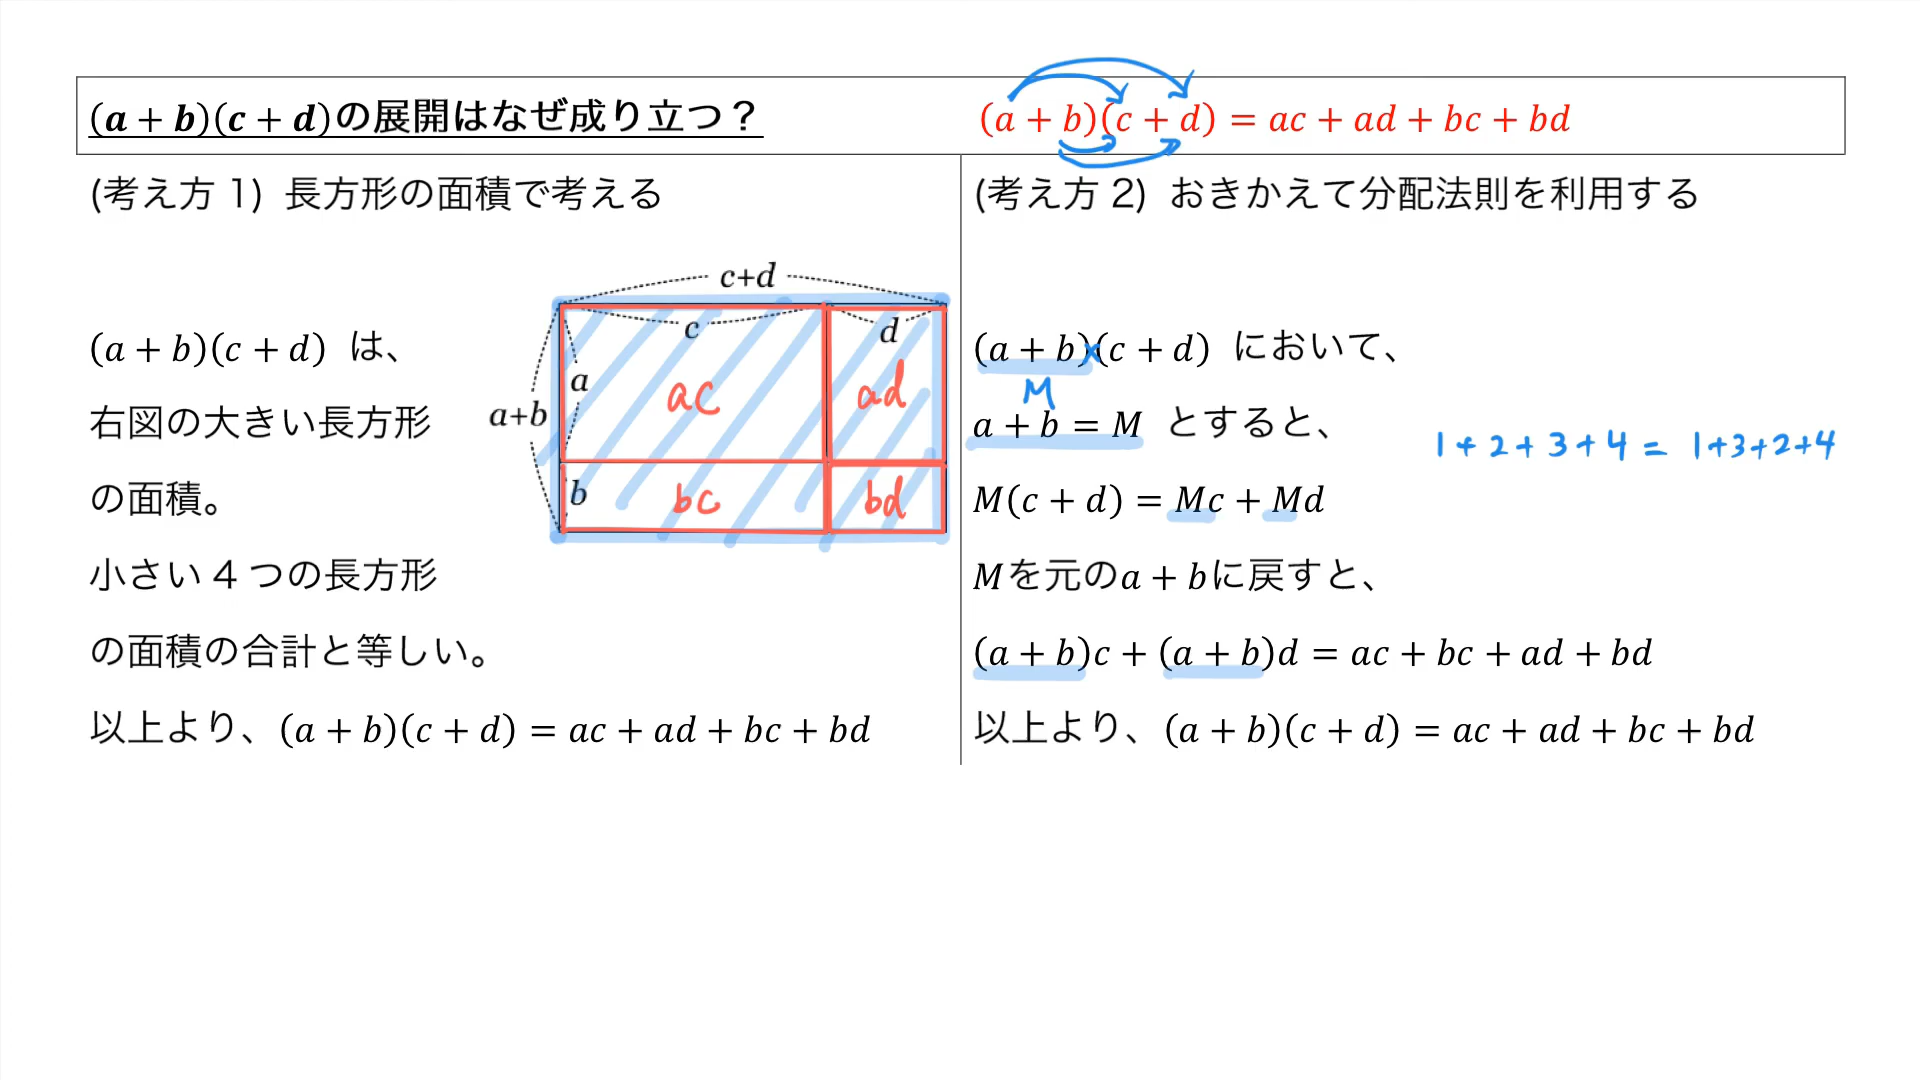 (a + b)(c + d)の展開はなぜ成り立つ？
(a + b)(c + d) = ac + ad + bc + bd
(考え方 1) 長方形の面積で考える
(a + b)(c + d) は、
右図の大きい長方形
の面積。
小さい 4 つの長方形
の面積の合計と等しい。
以上より、(a + b)(c + d) = ac + ad + bc + bd
c+d
c
d
a+b
a
b
ac
ad
bc
bd
(考え方 2) おきかえて分配法則を利用する
(a + b)×(c + d) において、
M
a + b = M とすると、
1 + 2 + 3 + 4 = 1+3+2+4
M(c + d) = Mc + Md
Mを元のa + bに戻すと、
(a + b)c + (a + b)d = ac + bc + ad + bd
以上より、(a + b)(c + d) = ac + ad + bc + bd